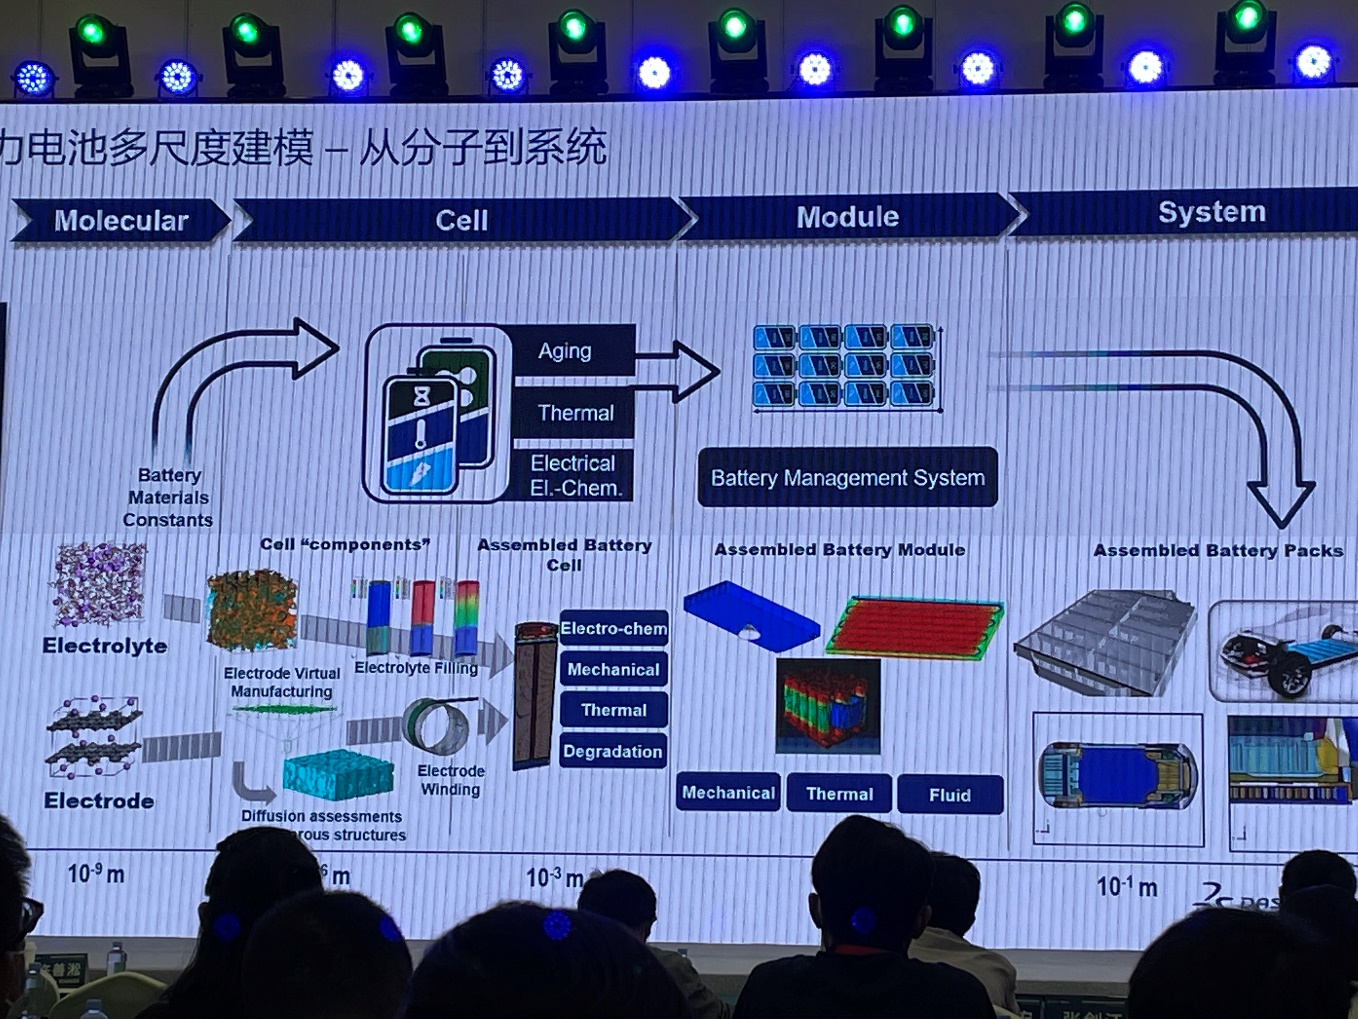 力电池多尺度建模 – 从分子到系统
Molecular
Cell
Module
System
Aging
Thermal
Electrical
El.-Chem.
Battery
Materials
Constants
Battery Management System
Cell “components”
Assembled Battery
Cell
Assembled Battery Module
Assembled Battery Packs
Electrolyte
Electrode Virtual
Manufacturing
Electrolyte Filling
Electro-chem
Mechanical
Thermal
Degradation
Electrode
Electrode
Winding
Diffusion assessments
rous structures
Mechanical
Thermal
Fluid
10⁻⁹ m
⁶ m
10⁻³ m
10⁻¹ m
DAS